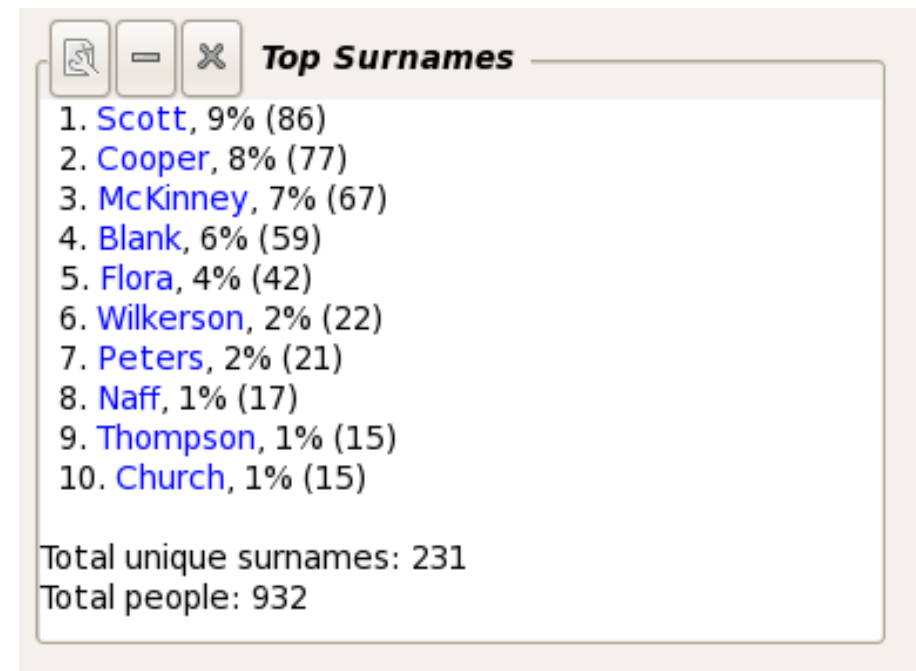 Top Surnames
1. Scott, 9% (86)
2. Cooper, 8% (77)
3. McKinney, 7% (67)
4. Blank, 6% (59)
5. Flora, 4% (42)
6. Wilkerson, 2% (22)
7. Peters, 2% (21)
8. Naff, 1% (17)
9. Thompson, 1% (15)
10. Church, 1% (15)
Total unique surnames: 231
Total people: 932